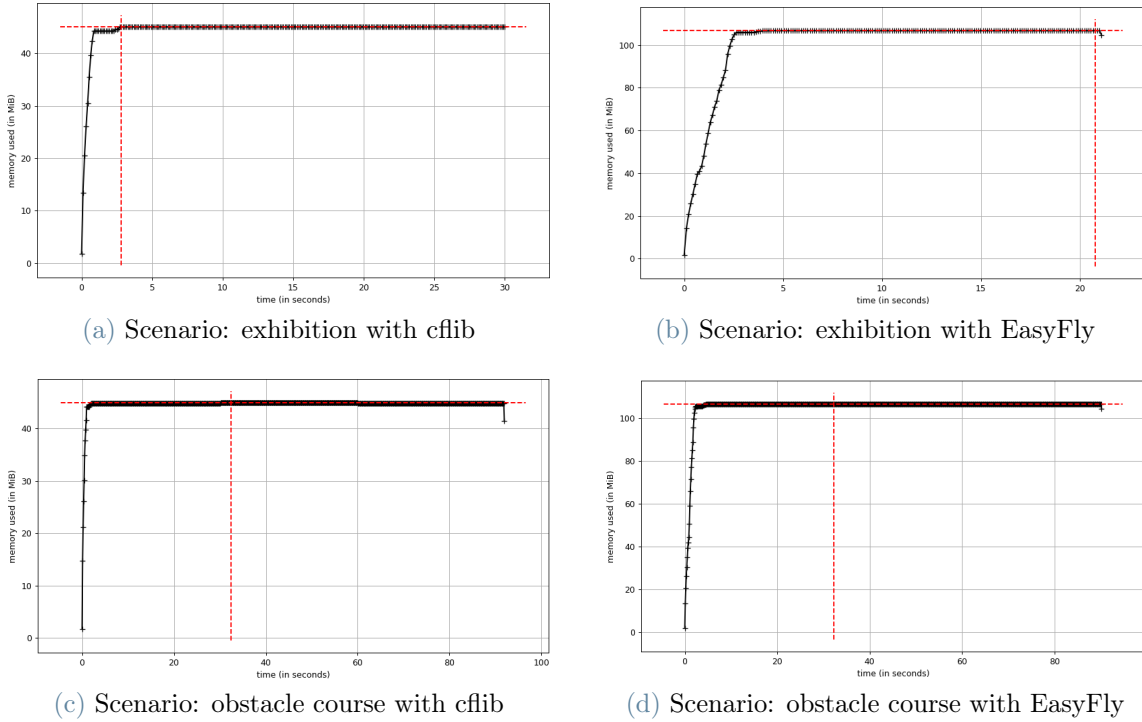 memory used (in MiB)
40
30
20
10
0
0 5 10 15 20 25 30
time (in seconds)
(a) Scenario: exhibition with cflib
memory used (in MiB)
100
80
60
40
20
0
0 5 10 15 20
time (in seconds)
(b) Scenario: exhibition with EasyFly
memory used (in MiB)
40
30
20
10
0
0 20 40 60 80 100
time (in seconds)
(c) Scenario: obstacle course with cflib
memory used (in MiB)
100
80
60
40
20
0
0 20 40 60 80
time (in seconds)
(d) Scenario: obstacle course with EasyFly